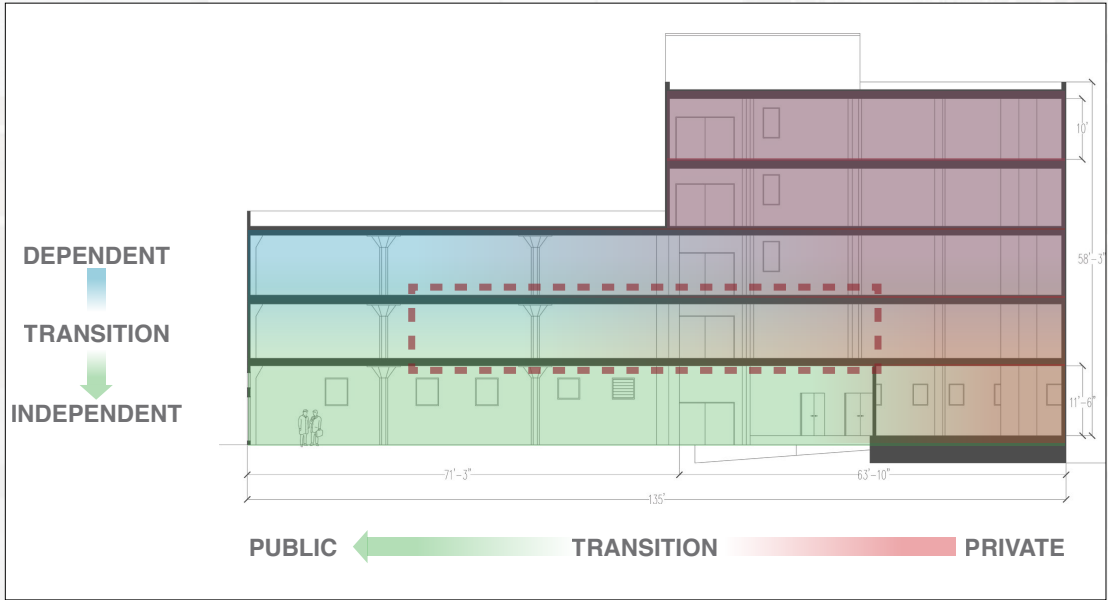 10'
DEPENDENT
58'-3"
TRANSITION
INDEPENDENT
11'-6"
71'-3"
63'-10"
135'
PUBLIC
TRANSITION
PRIVATE